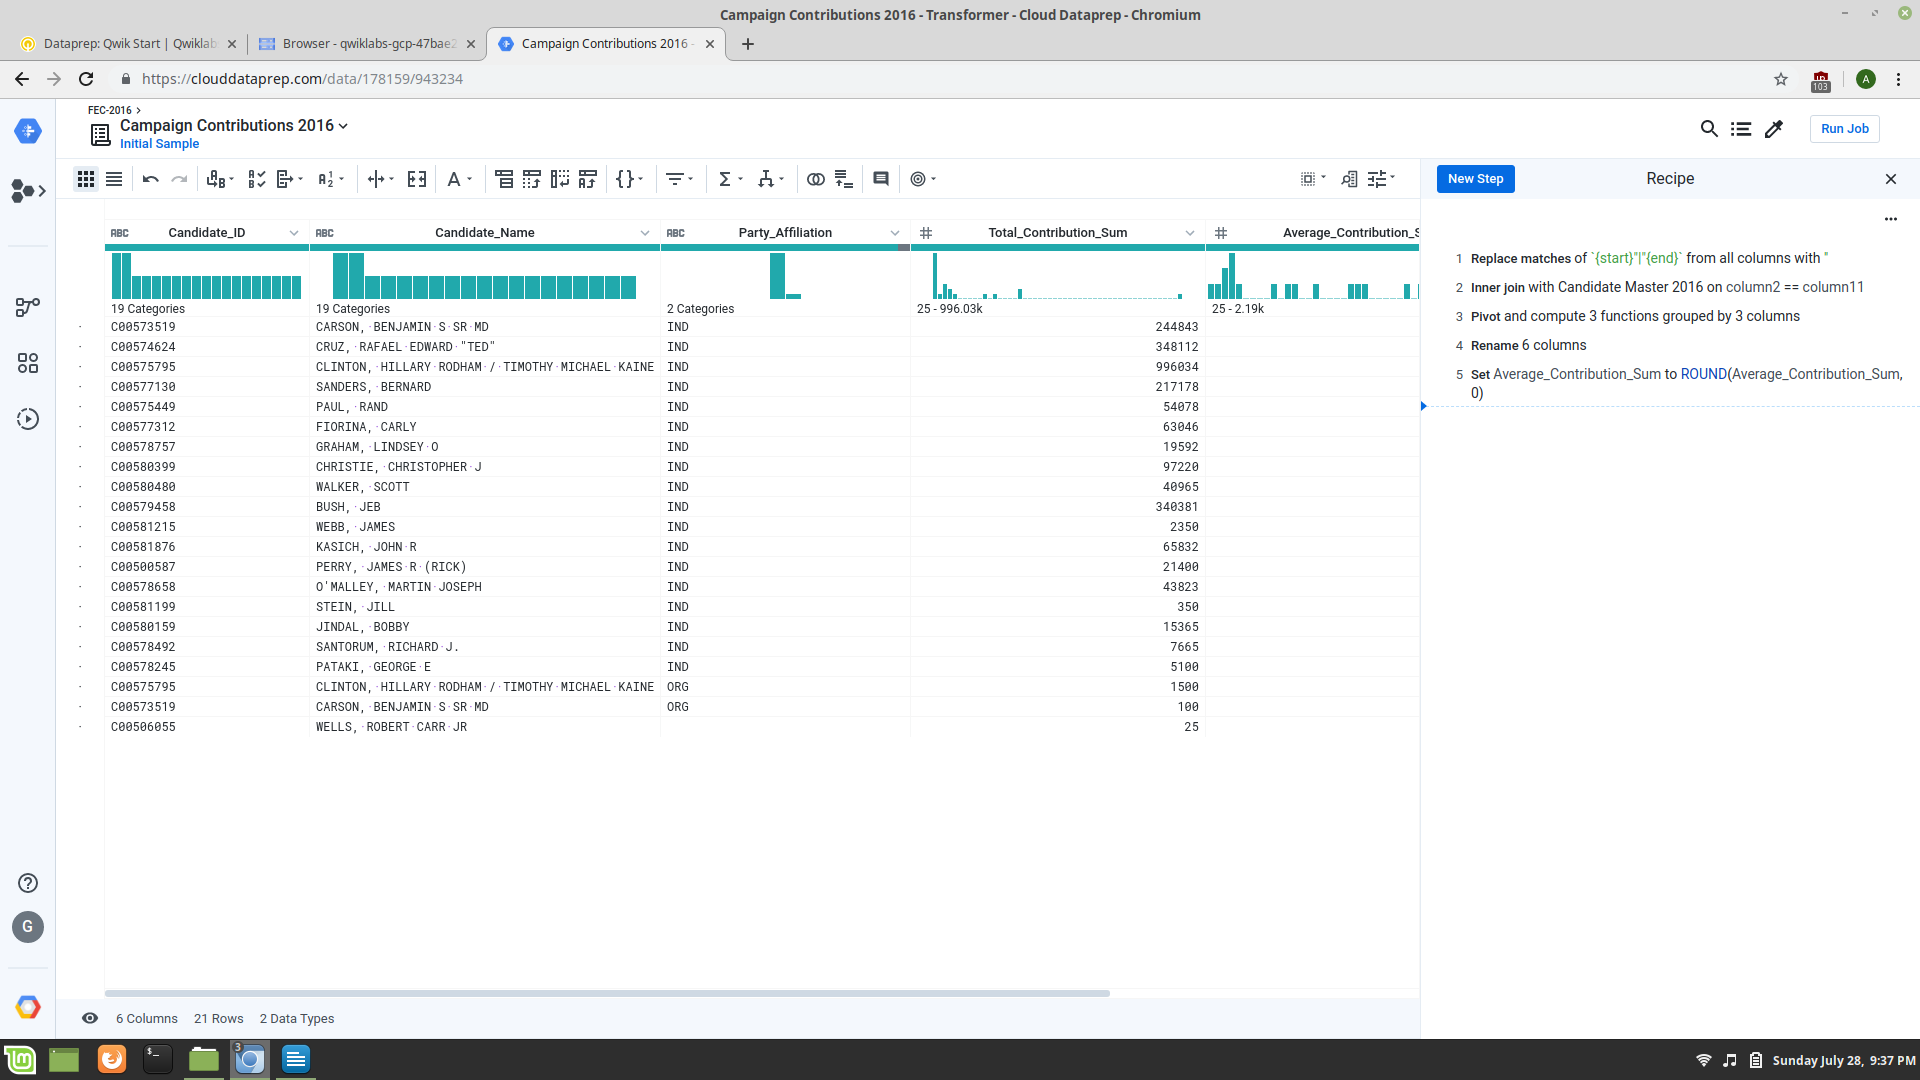 Campaign Contributions 2016 - Transformer - Cloud Dataprep - Chromium
Dataprep: Qwik Start | Qwiklab
Browser - qwiklabs-gcp-47bae2
Campaign Contributions 2016 -
https://clouddataprep.com/data/178159/943234
103
A
FEC-2016 >
Campaign Contributions 2016
Initial Sample
Run Job
New Step
Recipe
ABC Candidate_ID
ABC Candidate_Name
ABC Party_Affiliation
# Total_Contribution_Sum
# Average_Contribution_S
19 Categories
19 Categories
2 Categories
25 - 996.03k
25 - 2.19k
C00573519 CARSON, BENJAMIN S SR MD IND 244843
C00574624 CRUZ, RAFAEL EDWARD "TED" IND 348112
C00575795 CLINTON, HILLARY RODHAM / TIMOTHY MICHAEL KAINE IND 996034
C00577130 SANDERS, BERNARD IND 217178
C00575449 PAUL, RAND IND 54078
C00577312 FIORINA, CARLY IND 63046
C00578757 GRAHAM, LINDSEY O IND 19592
C00580399 CHRISTIE, CHRISTOPHER J IND 97220
C00580480 WALKER, SCOTT IND 40965
C00579458 BUSH, JEB IND 340381
C00581215 WEBB, JAMES IND 2350
C00581876 KASICH, JOHN R IND 65832
C00500587 PERRY, JAMES R (RICK) IND 21400
C00578658 O'MALLEY, MARTIN JOSEPH IND 43823
C00581199 STEIN, JILL IND 350
C00580159 JINDAL, BOBBY IND 15365
C00578492 SANTORUM, RICHARD J. IND 7665
C00578245 PATAKI, GEORGE E IND 5100
C00575795 CLINTON, HILLARY RODHAM / TIMOTHY MICHAEL KAINE ORG 1500
C00573519 CARSON, BENJAMIN S SR MD ORG 100
C00506055 WELLS, ROBERT CARR JR 25
1 Replace matches of `{start}"|"{end}` from all columns with ''
2 Inner join with Candidate Master 2016 on column2 == column11
3 Pivot and compute 3 functions grouped by 3 columns
4 Rename 6 columns
5 Set Average_Contribution_Sum to ROUND(Average_Contribution_Sum,
0)
G
6 Columns 21 Rows 2 Data Types
3
Sunday July 28, 9:37 PM